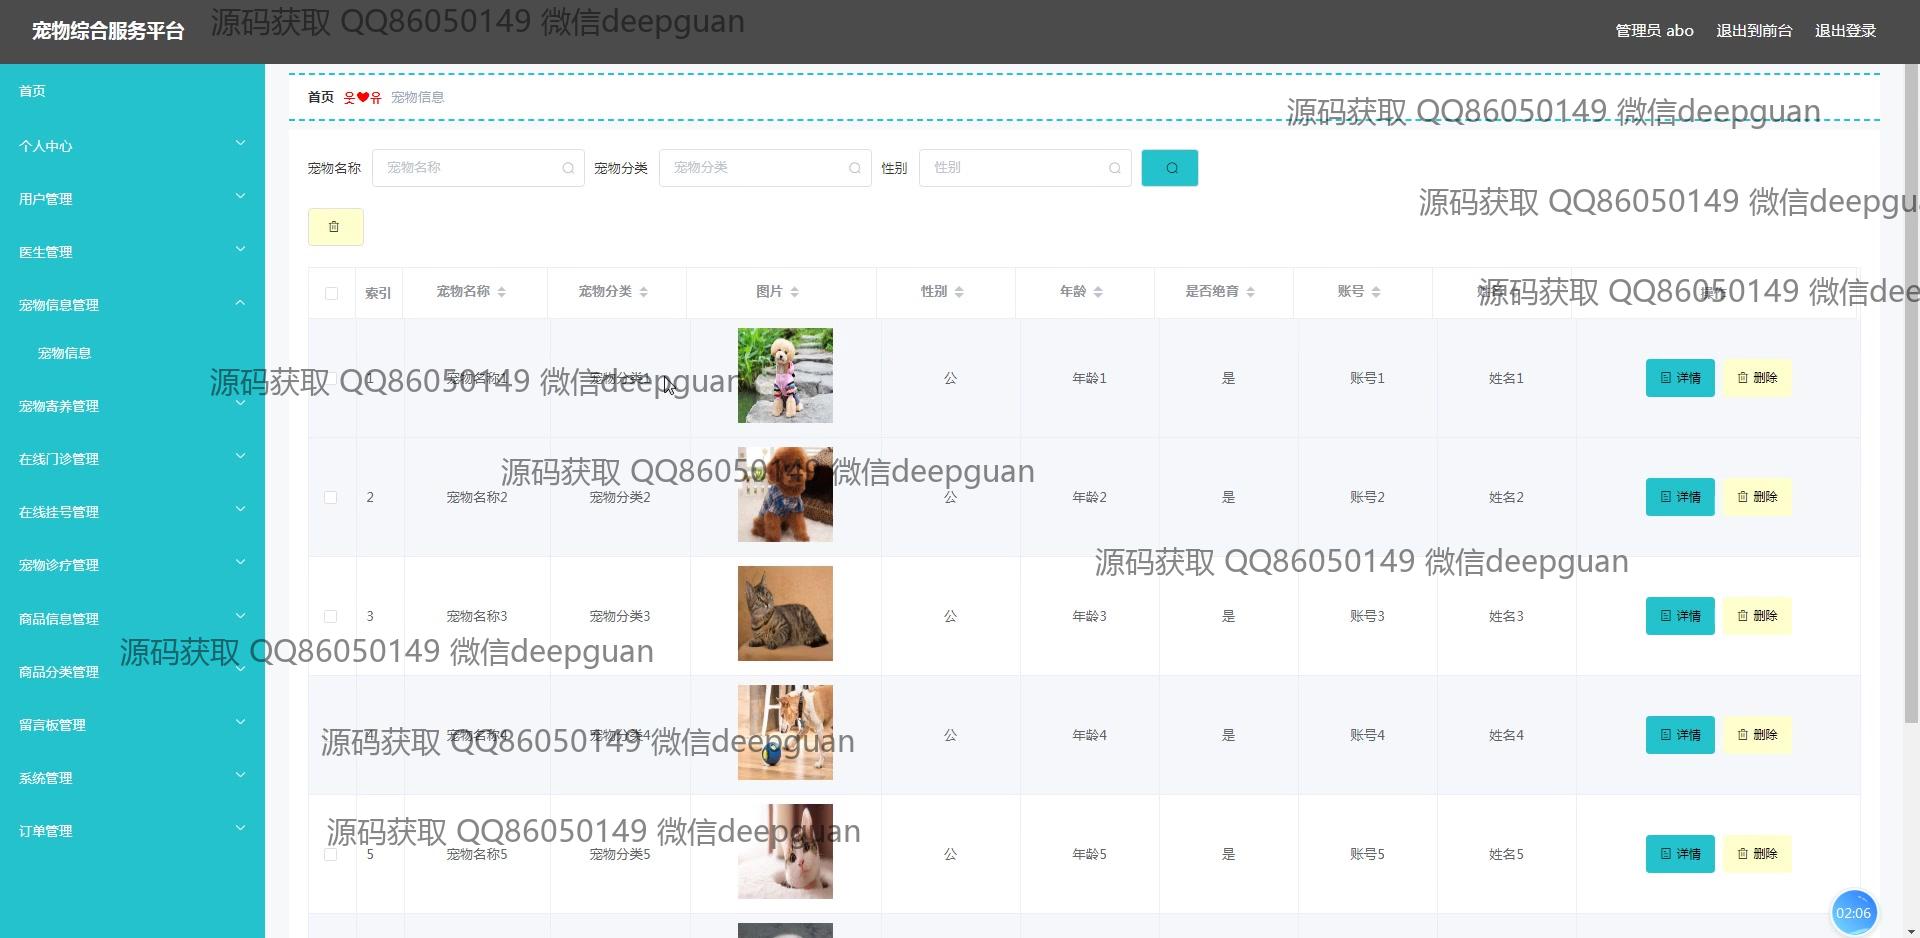 宠物综合服务平台
源码获取 QQ86050149 微信deepguan
管理员 abo 退出到前台 退出登录
首页
个人中心
用户管理
医生管理
宠物信息管理
宠物信息
宠物寄养管理
在线门诊管理
在线挂号管理
宠物诊疗管理
商品信息管理
商品分类管理
留言板管理
系统管理
订单管理
首页 웃❤유 宠物信息
源码获取 QQ86050149 微信deepguan
宠物名称 宠物名称 宠物分类 宠物分类 性别 性别
源码获取 QQ86050149 微信deepgu
索引 宠物名称 宠物分类 图片 性别 年龄 是否绝育 账号 姓名 操作
源码获取 QQ86050149 微信dee
1 宠物名称1 宠物分类1 公 年龄1 是 账号1 姓名1 详情 删除
源码获取 QQ86050149 微信deepguan
源码获取 QQ86050149 微信deepguan
2 宠物名称2 宠物分类2 公 年龄2 是 账号2 姓名2 详情 删除
源码获取 QQ86050149 微信deepguan
3 宠物名称3 宠物分类3 公 年龄3 是 账号3 姓名3 详情 删除
源码获取 QQ86050149 微信deepguan
4 宠物名称4 宠物分类4 公 年龄4 是 账号4 姓名4 详情 删除
源码获取 QQ86050149 微信deepguan
源码获取 QQ86050149 微信deepguan
5 宠物名称5 宠物分类5 公 年龄5 是 账号5 姓名5 详情 删除
02:06